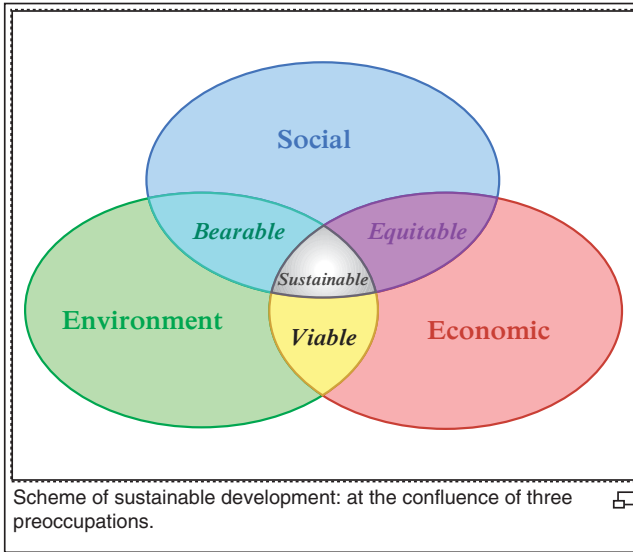 Social
Bearable
Equitable
Sustainable
Environment
Viable
Economic
Scheme of sustainable development: at the confluence of three
preoccupations.